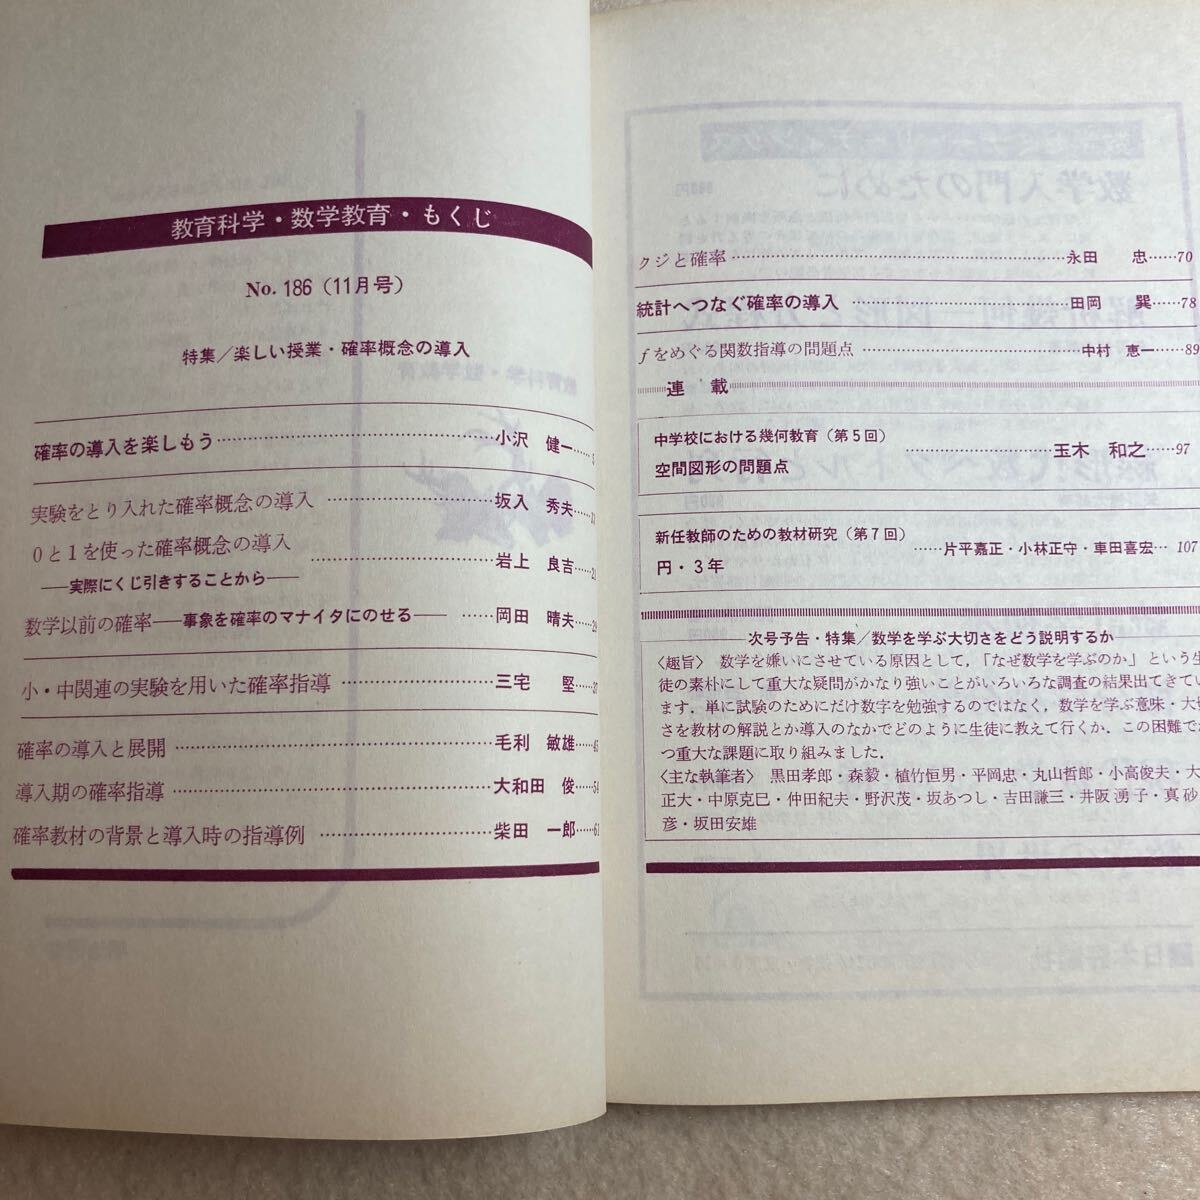 教育科学・数学教育・もくじ
No. 186（11月号）
特集／楽しい授業・確率概念の導入
確率の導入を楽しもう……小沢 健一……
実験をとり入れた確率概念の導入……坂入 秀夫……
0と1を使った確率概念の導入
――実際にくじ引きすることから――……岩上 良吉……
数学以前の確率――事象を確率のマナイタにのせる――……岡田 晴夫……
小・中関連の実験を用いた確率指導……三宅 堅……
確率の導入と展開……毛利 敏雄……
導入期の確率指導……大和田 俊……
確率教材の背景と導入時の指導例……柴田 一郎……
クジと確率……永田 忠……70
統計へつなぐ確率の導入……田岡 巽……78
fをめぐる関数指導の問題点……中村 恵一……89
連載
中学校における幾何教育（第5回）
空間図形の問題点……玉木 和之……97
新任教師のための教材研究（第7回）
円・3年……片平嘉正・小林正守・車田喜宏…107
次号予告・特集／数学を学ぶ大切さをどう説明するか
〈趣旨〉 数学を嫌いにさせている原因として，「なぜ数学を学ぶのか」という生
徒の素朴にして重大な疑問がかなり強いことがいろいろな調査の結果出てきてい
ます．単に試験のためにだけ数字を勉強するのではなく，数学を学ぶ意味・大切
さを教材の解説とか導入のなかでどのように生徒に教えて行くか．この困難で
つ重大な課題に取り組みました．
〈主な執筆者〉 黒田孝郎・森毅・植竹恒男・平岡忠・丸山哲郎・小高俊夫・大
正大・中原克巳・仲田紀夫・野沢茂・坂あつし・吉田謙三・井阪湧子・真砂
彦・坂田安雄
数学入門のために